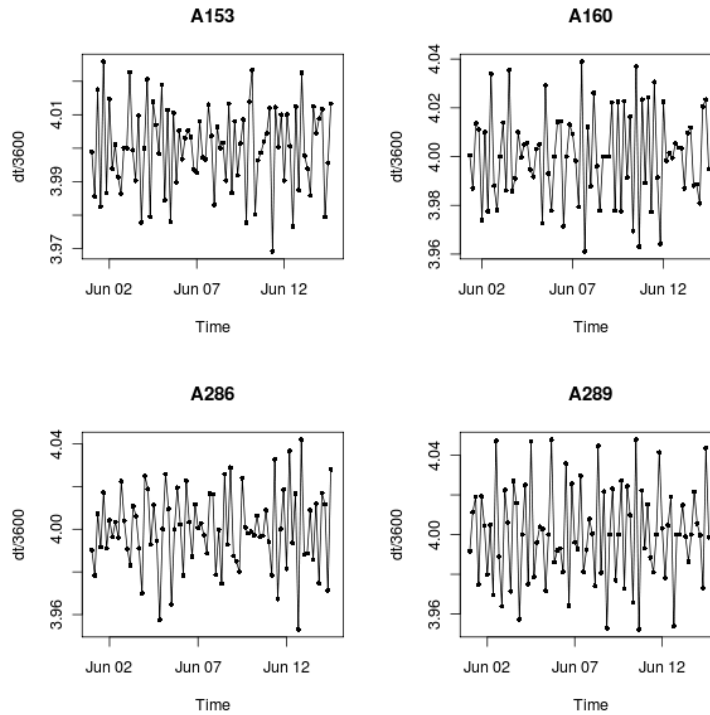 A153
dt/3600
3.97
3.99
4.01
Jun 02
Jun 07
Jun 12
Time
A160
dt/3600
3.96
3.98
4.00
4.02
4.04
Jun 02
Jun 07
Jun 12
Time
A286
dt/3600
3.96
4.00
4.04
Jun 02
Jun 07
Jun 12
Time
A289
dt/3600
3.96
4.00
4.04
Jun 02
Jun 07
Jun 12
Time